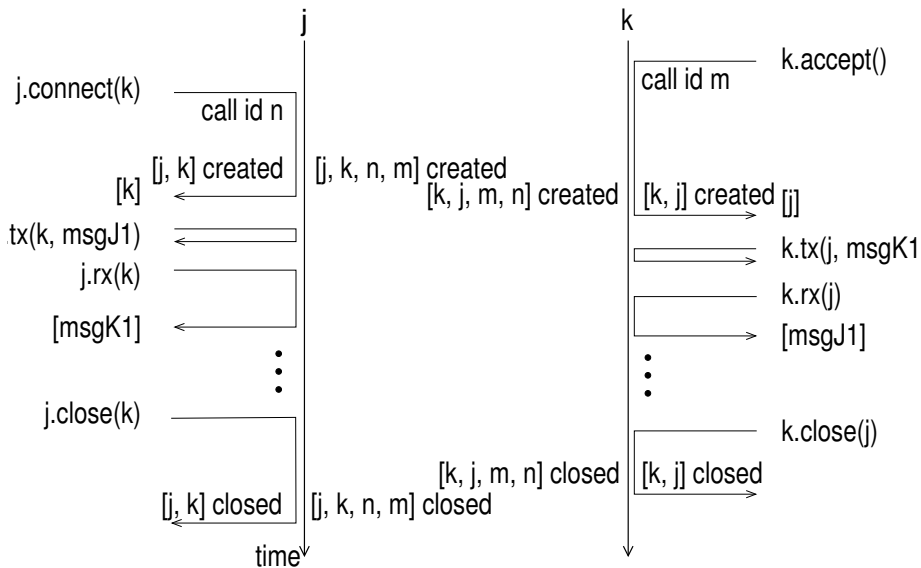 j
k
k.accept()
j.connect(k)
call id n
call id m
[j, k] created
[j, k, n, m] created
[k]
[k, j, m, n] created
[k, j] created
[j]
.tx(k, msgJ1)
k.tx(j, msgK1
j.rx(k)
k.rx(j)
[msgK1]
[msgJ1]
j.close(k)
k.close(j)
[k, j, m, n] closed
[k, j] closed
[j, k] closed
[j, k, n, m] closed
time